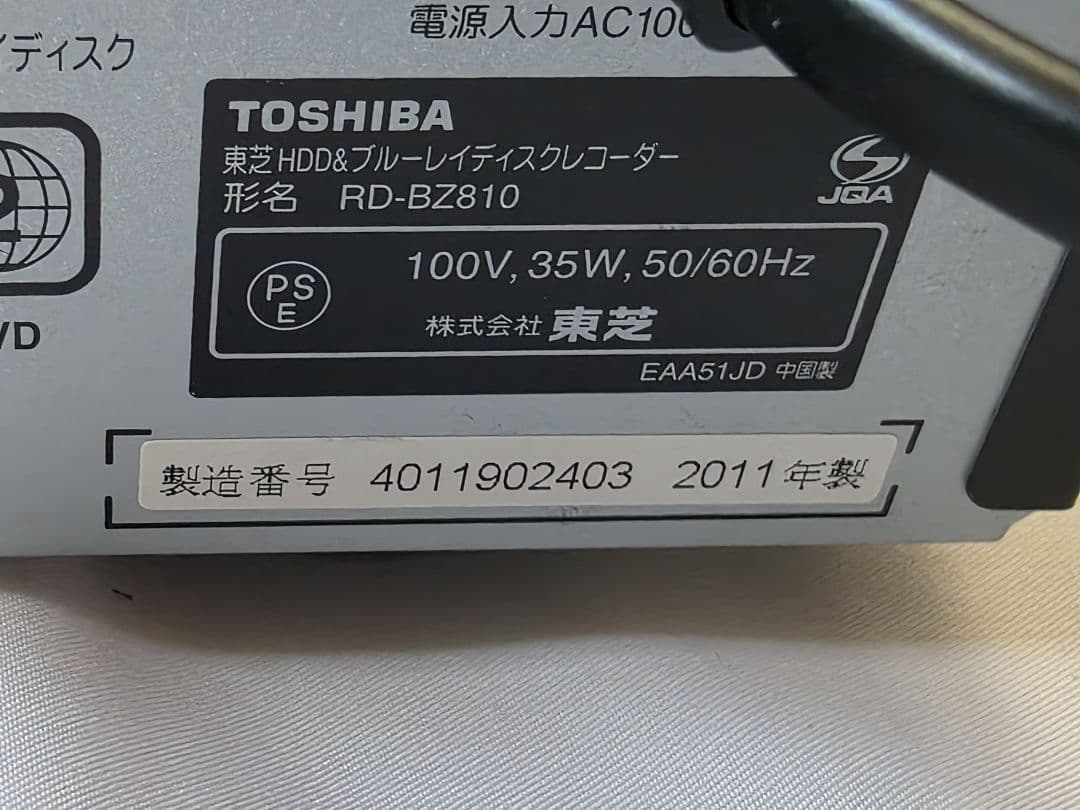 電源入力AC100
イディスク
TOSHIBA
東芝HDD&ブルーレイディスクレコーダー
形名 RD-BZ810
JQA
PS
E
100V, 35W, 50/60Hz
株式会社 東芝
EAA51JD 中国製
2
VD
製造番号 4011902403 2011年製